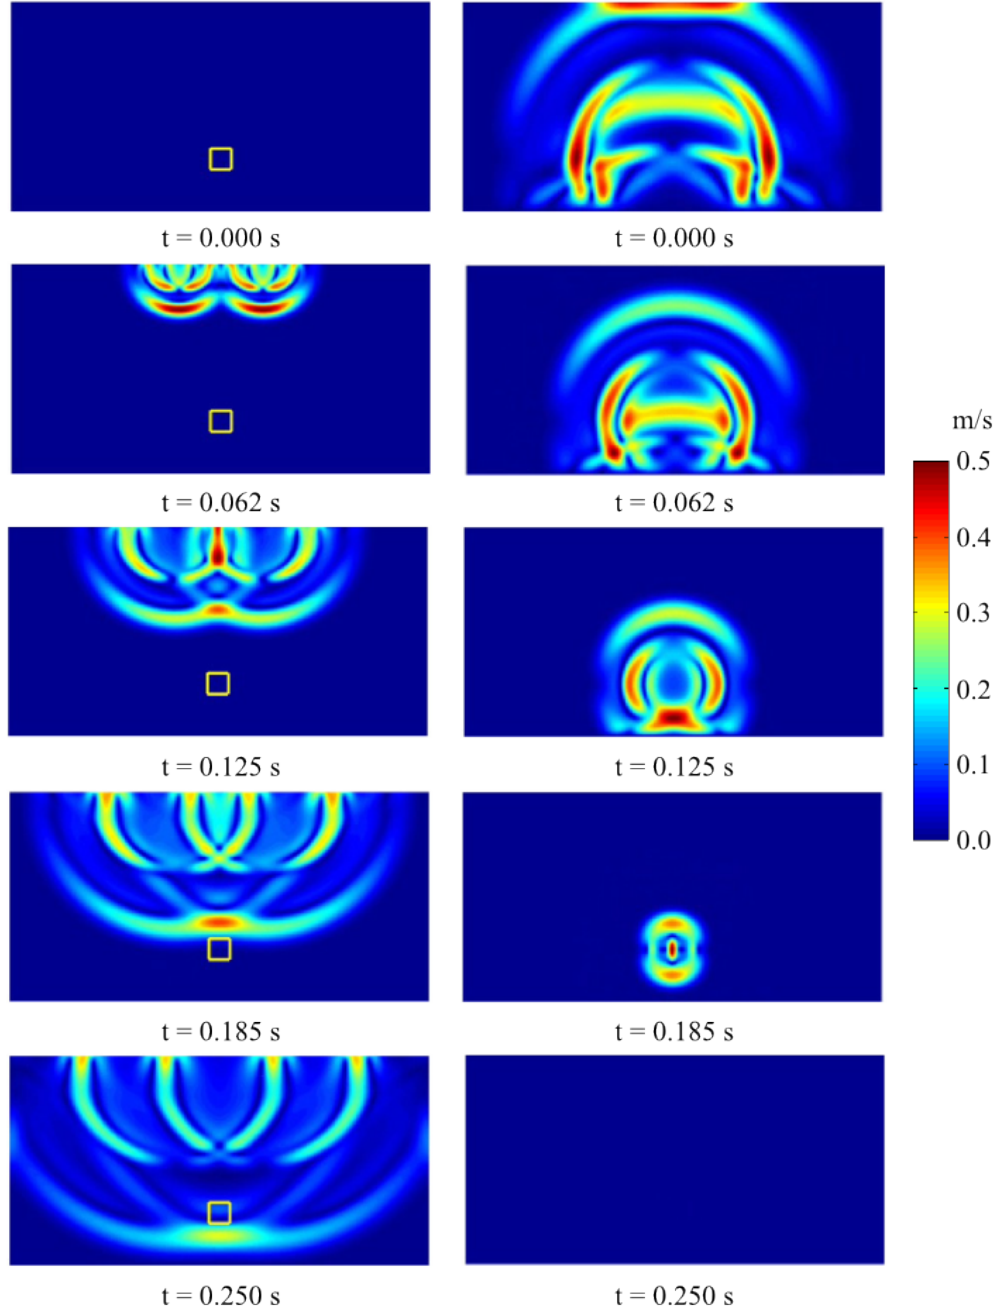 t = 0.000 s
t = 0.000 s
t = 0.062 s
t = 0.062 s
m/s
0.5
0.4
0.3
0.2
0.1
0.0
t = 0.125 s
t = 0.125 s
t = 0.185 s
t = 0.185 s
t = 0.250 s
t = 0.250 s